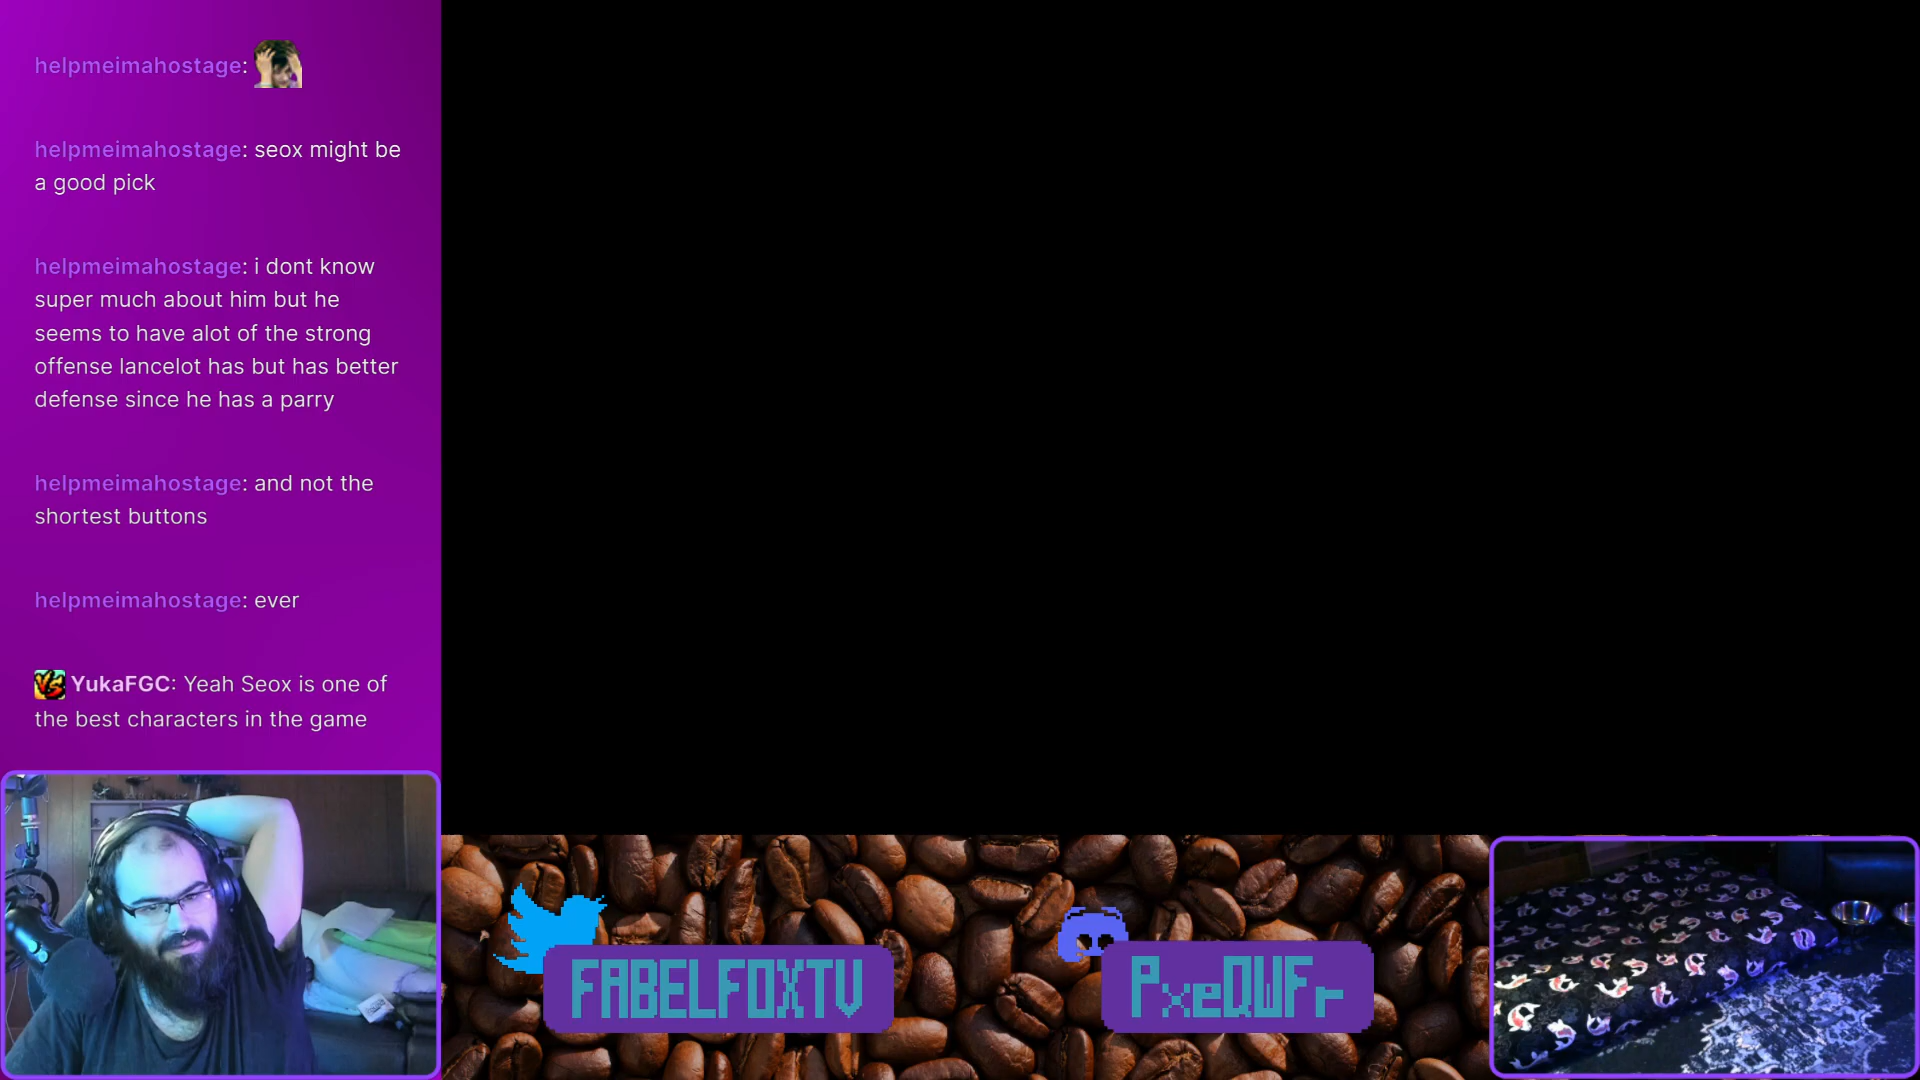 helpmeimahostage:
helpmeimahostage: seox might be
a good pick
helpmeimahostage: i dont know
super much about him but he
seems to have alot of the strong
offense lancelot has but has better
defense since he has a parry
helpmeimahostage: and not the
shortest buttons
helpmeimahostage: ever
VS YukaFGC: Yeah Seox is one of
the best characters in the game
FABELFOXTV
PxeQWFr